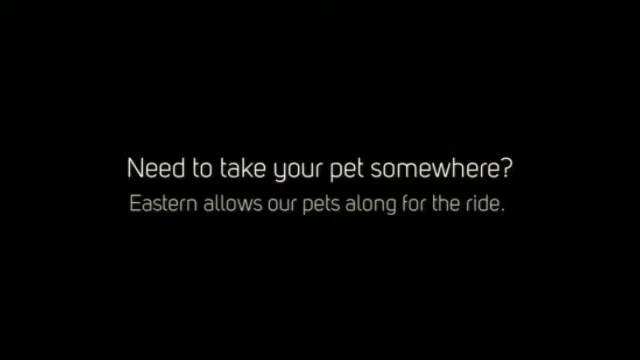 Need to take your pet somewhere?
Eastern allows our pets along for the ride.